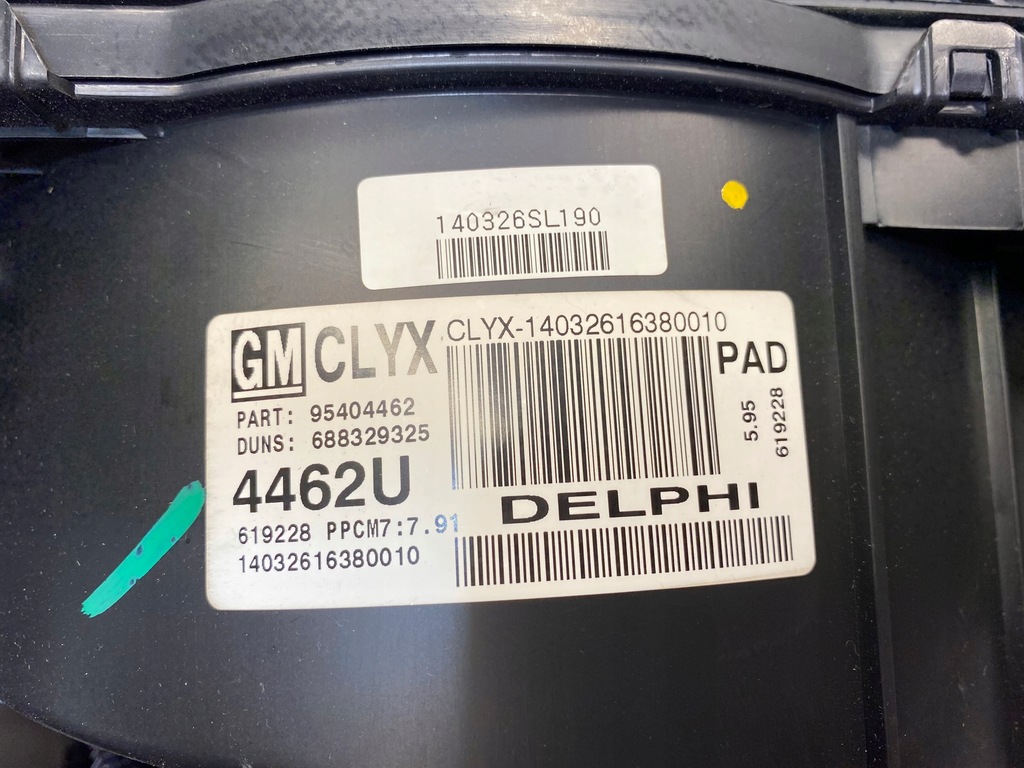 140326SL190
GM CLYX CLYX-14032616380010
PAD
PART: 95404462
DUNS: 688329325
5.95
619228
4462U
DELPHI
619228 PPCM7:7.91
14032616380010